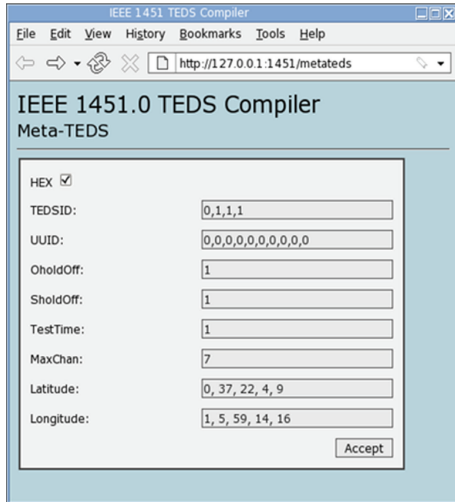 IEEE 1451 TEDS Compiler
File Edit View History Bookmarks Tools Help
http://127.0.0.1:1451/metateds
IEEE 1451.0 TEDS Compiler
Meta-TEDS
HEX
TEDSID: 0,1,1,1
UUID: 0,0,0,0,0,0,0,0,0,0
OholdOff: 1
SholdOff: 1
TestTime: 1
MaxChan: 7
Latitude: 0, 37, 22, 4, 9
Longitude: 1, 5, 59, 14, 16
Accept